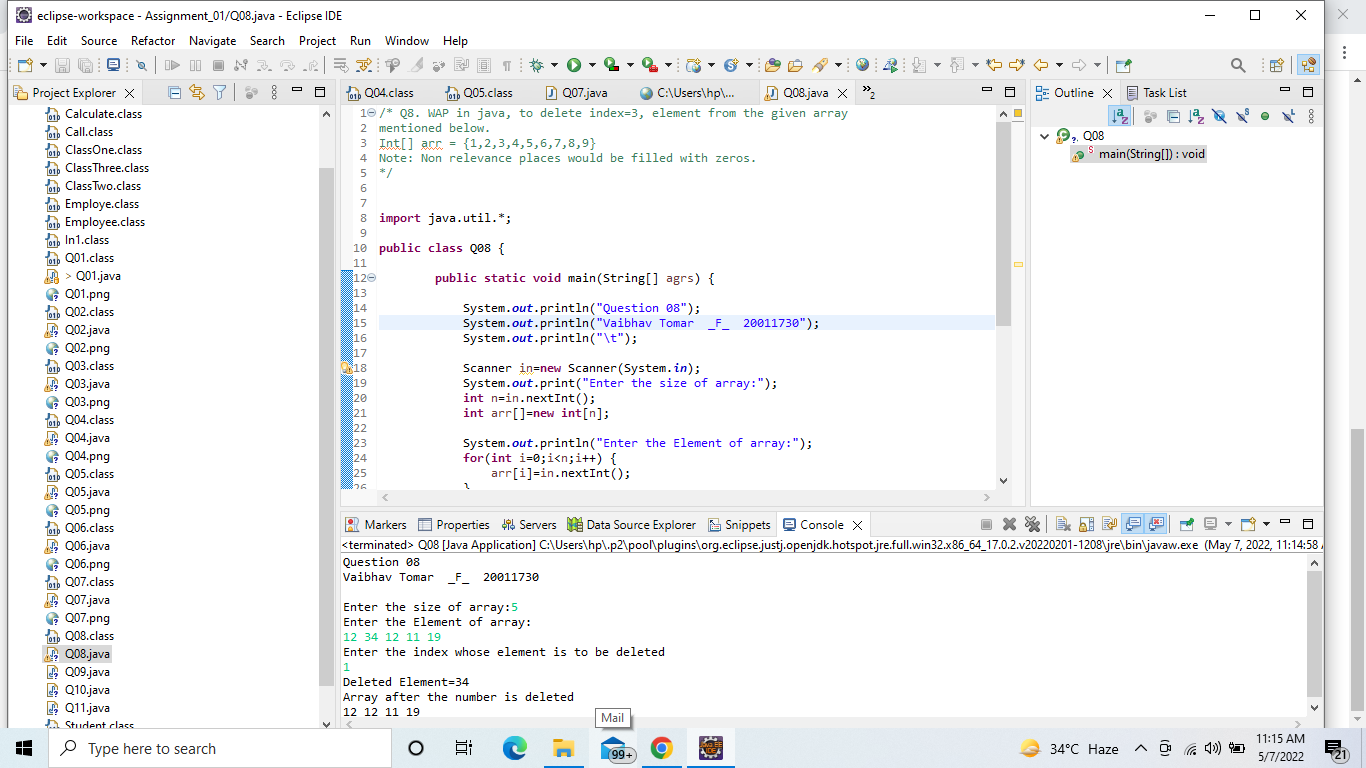 eclipse-workspace - Assignment_01/Q08.java - Eclipse IDE
File Edit Source Refactor Navigate Search Project Run Window Help
Project Explorer
Calculate.class
Call.class
ClassOne.class
ClassThree.class
ClassTwo.class
Employe.class
Employee.class
In1.class
Q01.class
> Q01.java
Q01.png
Q02.class
Q02.java
Q02.png
Q03.class
Q03.java
Q03.png
Q04.class
Q04.java
Q04.png
Q05.class
Q05.java
Q05.png
Q06.class
Q06.java
Q06.png
Q07.class
Q07.java
Q07.png
Q08.class
Q08.java
Q09.java
Q10.java
Q11.java
Student.class
Q04.class Q05.class Q07.java C:\Users\hp\... Q08.java »2
1 /* Q8. WAP in java, to delete index=3, element from the given array
2 mentioned below.
3 Int[] arr = {1,2,3,4,5,6,7,8,9}
4 Note: Non relevance places would be filled with zeros.
5 */
6
7
8 import java.util.*;
9
10 public class Q08 {
11
12 public static void main(String[] agrs) {
13
14 System.out.println("Question 08");
15 System.out.println("Vaibhav Tomar  _F_  20011730");
16 System.out.println("\t");
17
18 Scanner in=new Scanner(System.in);
19 System.out.print("Enter the size of array:");
20 int n=in.nextInt();
21 int arr[]=new int[n];
22
23 System.out.println("Enter the Element of array:");
24 for(int i=0;i<n;i++) {
25 arr[i]=in.nextInt();
26 }
Outline Task List
Q08
main(String[]) : void
Markers Properties Servers Data Source Explorer Snippets Console
<terminated> Q08 [Java Application] C:\Users\hp\.p2\pool\plugins\org.eclipse.justj.openjdk.hotspot.jre.full.win32.x86_64_17.0.2.v20220201-1208\jre\bin\javaw.exe (May 7, 2022, 11:14:58
Question 08
Vaibhav Tomar  _F_  20011730
Enter the size of array:5
Enter the Element of array:
12 34 12 11 19
Enter the index whose element is to be deleted
1
Deleted Element=34
Array after the number is deleted
12 12 11 19
Mail
Type here to search
99+
34°C Haze
11:15 AM
5/7/2022
21